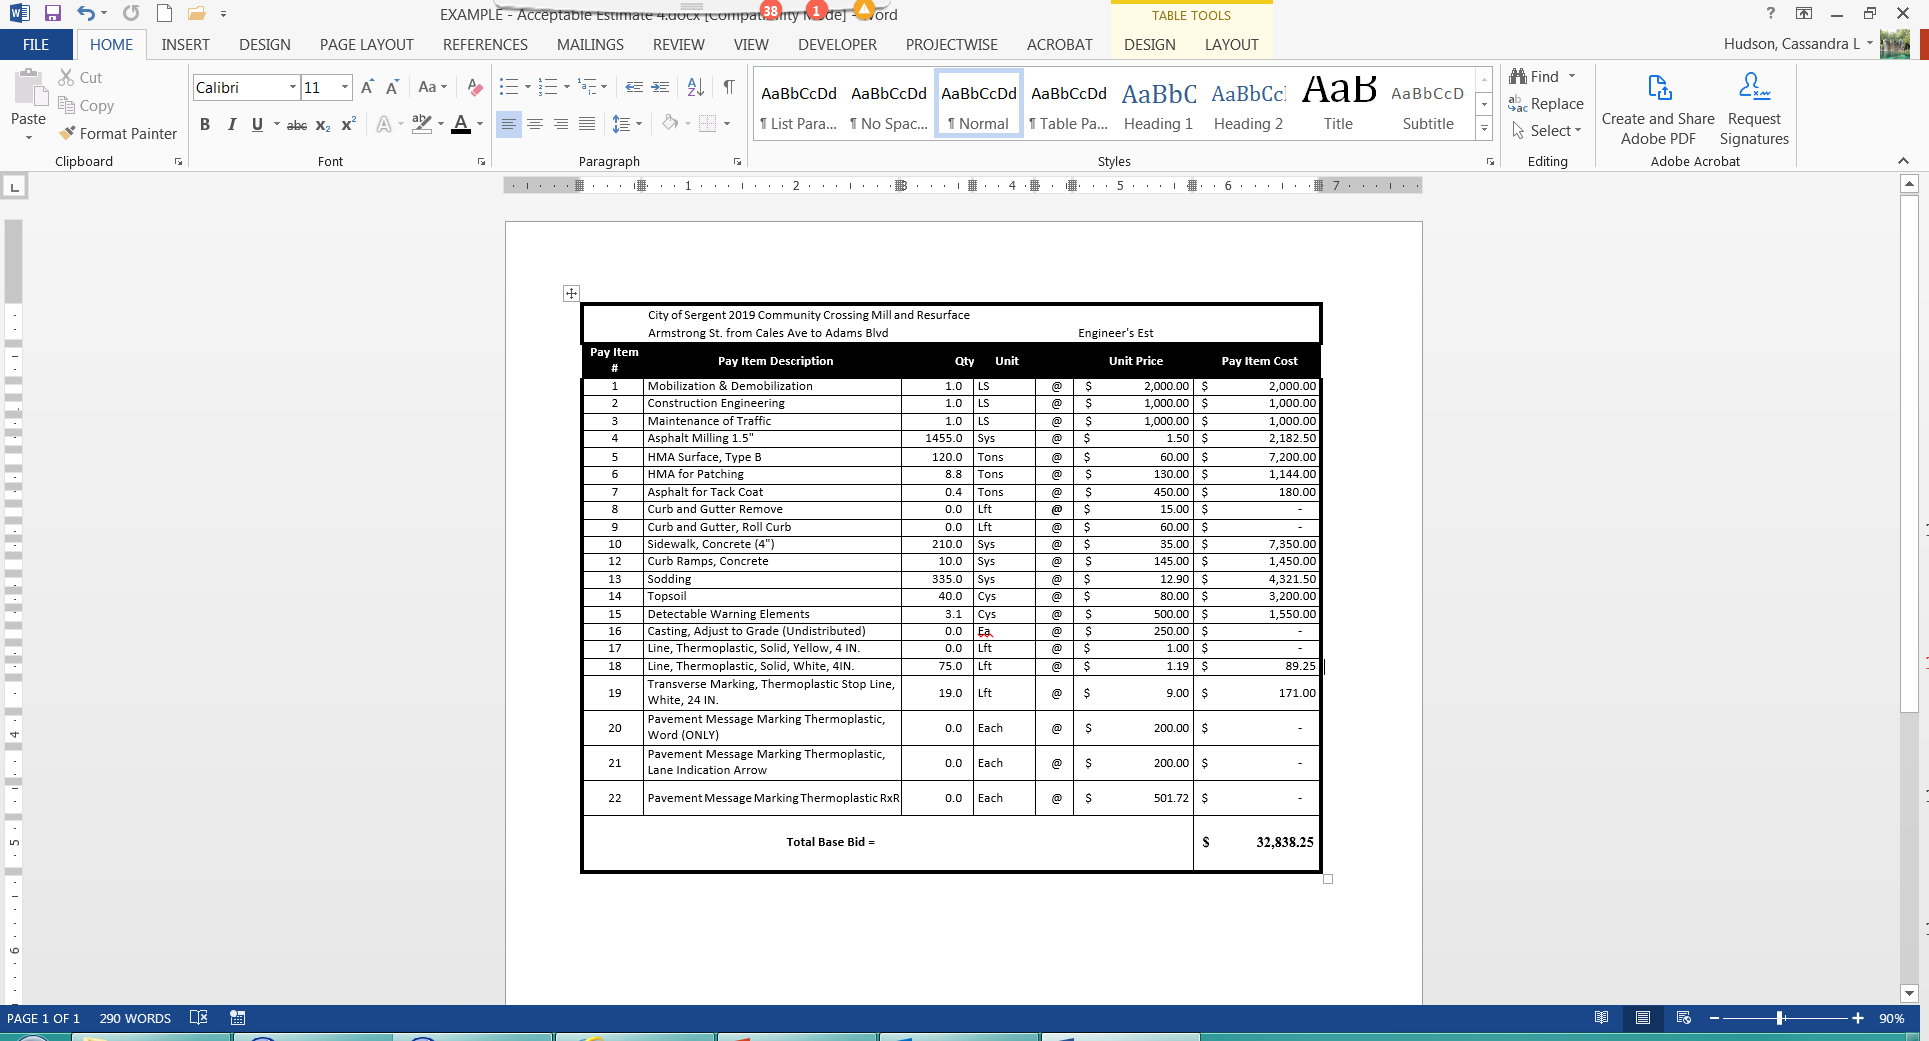 EXAMPLE - Acceptable Estimate 4.docx [Compatibility Mode] - Word
38
1
TABLE TOOLS
?
FILE HOME INSERT DESIGN PAGE LAYOUT REFERENCES MAILINGS REVIEW VIEW DEVELOPER PROJECTWISE ACROBAT DESIGN LAYOUT
Hudson, Cassandra L
Paste
Cut
Copy
Format Painter
Clipboard
Calibri 11
B I U abc x2 x2 A ab A
Aa
Font
Paragraph
AaBbCcDd AaBbCcDd AaBbCcDd AaBbCcDd AaBbC AaBbCc AaB AaBbCcD
¶ List Para... ¶ No Spac... ¶ Normal ¶ Table Pa... Heading 1 Heading 2 Title Subtitle
Styles
Find
Replace
Select
Editing
Create and Share Adobe PDF
Request Signatures
Adobe Acrobat
L
1 2 3 4 5 6 7
City of Sergent 2019 Community Crossing Mill and Resurface
Armstrong St. from Cales Ave to Adams Blvd Engineer's Est
Pay Item # Pay Item Description Qty Unit Unit Price Pay Item Cost
1 Mobilization & Demobilization 1.0 LS @ $ 2,000.00 $ 2,000.00
2 Construction Engineering 1.0 LS @ $ 1,000.00 $ 1,000.00
3 Maintenance of Traffic 1.0 LS @ $ 1,000.00 $ 1,000.00
4 Asphalt Milling 1.5" 1455.0 Sys @ $ 1.50 $ 2,182.50
5 HMA Surface, Type B 120.0 Tons @ $ 60.00 $ 7,200.00
6 HMA for Patching 8.8 Tons @ $ 130.00 $ 1,144.00
7 Asphalt for Tack Coat 0.4 Tons @ $ 450.00 $ 180.00
8 Curb and Gutter Remove 0.0 Lft @ $ 15.00 $ -
9 Curb and Gutter, Roll Curb 0.0 Lft @ $ 60.00 $ -
10 Sidewalk, Concrete (4") 210.0 Sys @ $ 35.00 $ 7,350.00
12 Curb Ramps, Concrete 10.0 Sys @ $ 145.00 $ 1,450.00
13 Sodding 335.0 Sys @ $ 12.90 $ 4,321.50
14 Topsoil 40.0 Cys @ $ 80.00 $ 3,200.00
15 Detectable Warning Elements 3.1 Cys @ $ 500.00 $ 1,550.00
16 Casting, Adjust to Grade (Undistributed) 0.0 Ea @ $ 250.00 $ -
17 Line, Thermoplastic, Solid, Yellow, 4 IN. 0.0 Lft @ $ 1.00 $ -
18 Line, Thermoplastic, Solid, White, 4IN. 75.0 Lft @ $ 1.19 $ 89.25
19 Transverse Marking, Thermoplastic Stop Line, White, 24 IN. 19.0 Lft @ $ 9.00 $ 171.00
20 Pavement Message Marking Thermoplastic, Word (ONLY) 0.0 Each @ $ 200.00 $ -
21 Pavement Message Marking Thermoplastic, Lane Indication Arrow 0.0 Each @ $ 200.00 $ -
22 Pavement Message Marking Thermoplastic RxR 0.0 Each @ $ 501.72 $ -
Total Base Bid = $ 32,838.25
4
5
6
PAGE 1 OF 1 290 WORDS
90%